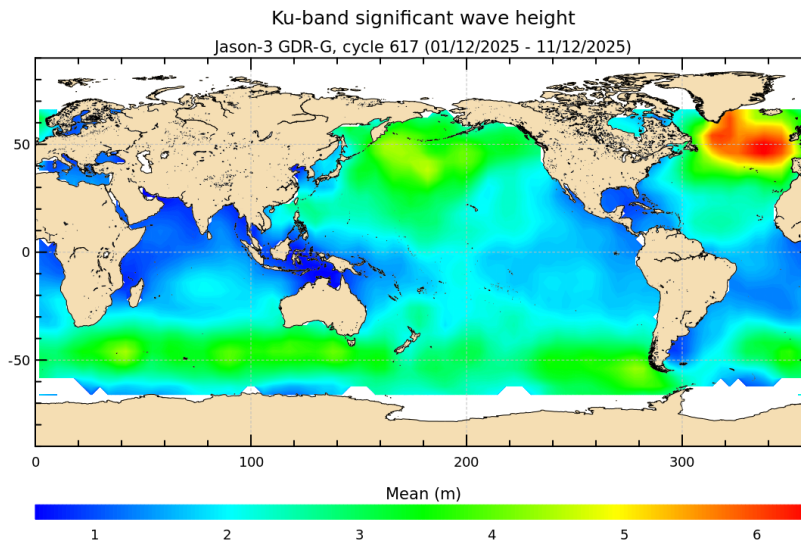 Ku-band significant wave height
Jason-3 GDR-G, cycle 617 (01/12/2025 - 11/12/2025)
50
0
-50
0 100 200 300
Mean (m)
1 2 3 4 5 6